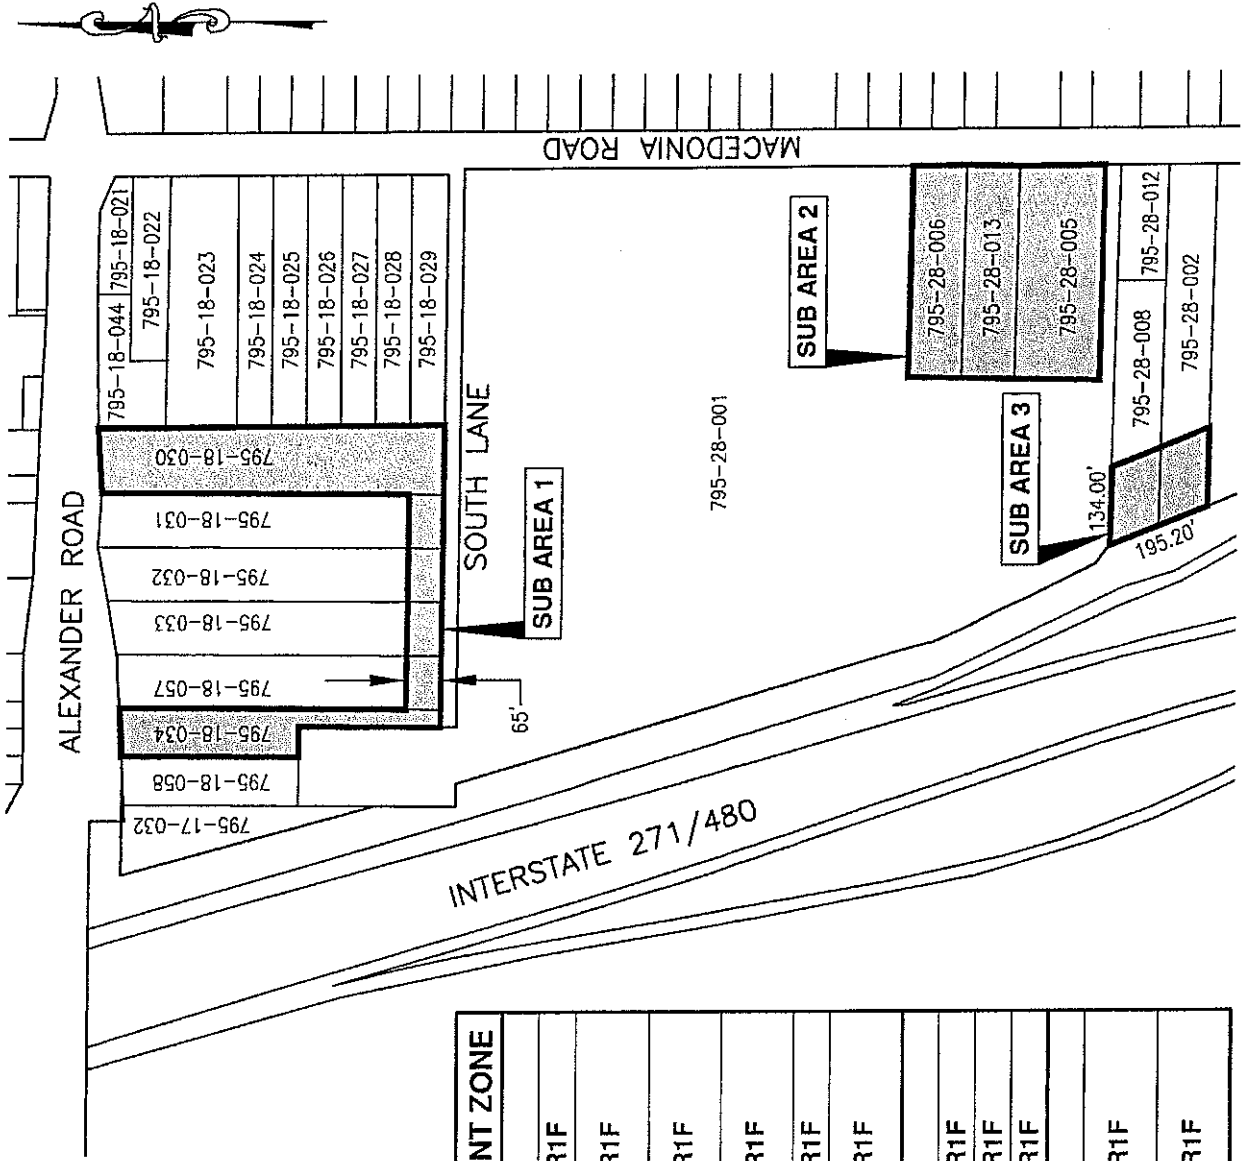 MACEDONIA ROAD
ALEXANDER ROAD
SOUTH LANE
INTERSTATE 271/480
795-18-044
795-18-021
795-18-022
795-18-023
795-18-024
795-18-025
795-18-026
795-18-027
795-18-028
795-18-029
795-18-030
795-18-031
795-18-032
795-18-033
795-18-057
795-18-034
795-18-058
795-17-032
65'
SUB AREA 1
795-28-001
SUB AREA 2
795-28-006
795-28-013
795-28-005
795-28-012
795-28-008
795-28-002
SUB AREA 3
134.00'
195.20'
NT ZONE
R1F
R1F
R1F
R1F
R1F
R1F
R1F
R1F
R1F
R1F
R1F